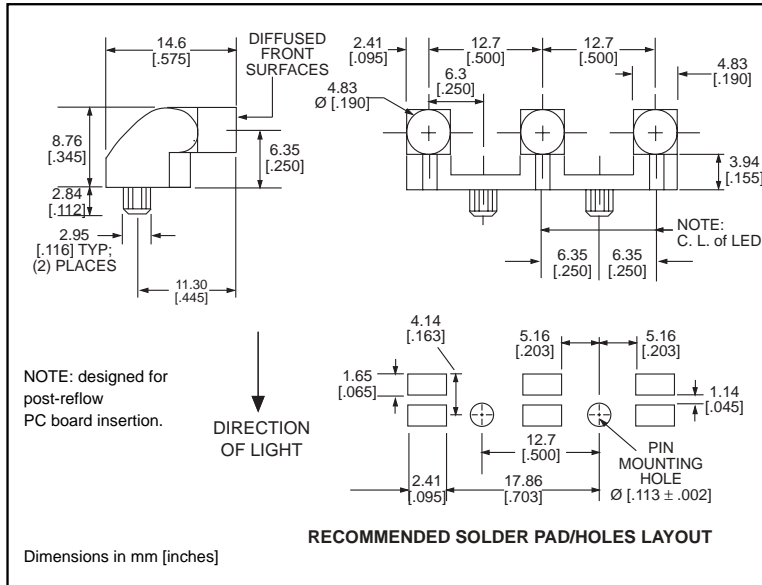 14.6
[.575]
DIFFUSED
FRONT
SURFACES
8.76
[.345]
6.35
[.250]
2.84
[.112]
2.95
[.116] TYP;
(2) PLACES
11.30
[.445]
2.41
[.095]
12.7
[.500]
12.7
[.500]
4.83
[.190]
6.3
[.250]
4.83
Ø [.190]
3.94
[.155]
NOTE:
C. L. of LED
6.35
[.250]
6.35
[.250]
NOTE: designed for
post-reflow
PC board insertion.
DIRECTION
OF LIGHT
4.14
[.163]
5.16
[.203]
5.16
[.203]
1.65
[.065]
1.14
[.045]
12.7
[.500]
PIN
MOUNTING
HOLE
Ø [.113 ± .002]
2.41
[.095]
17.86
[.703]
RECOMMENDED SOLDER PAD/HOLES LAYOUT
Dimensions in mm [inches]